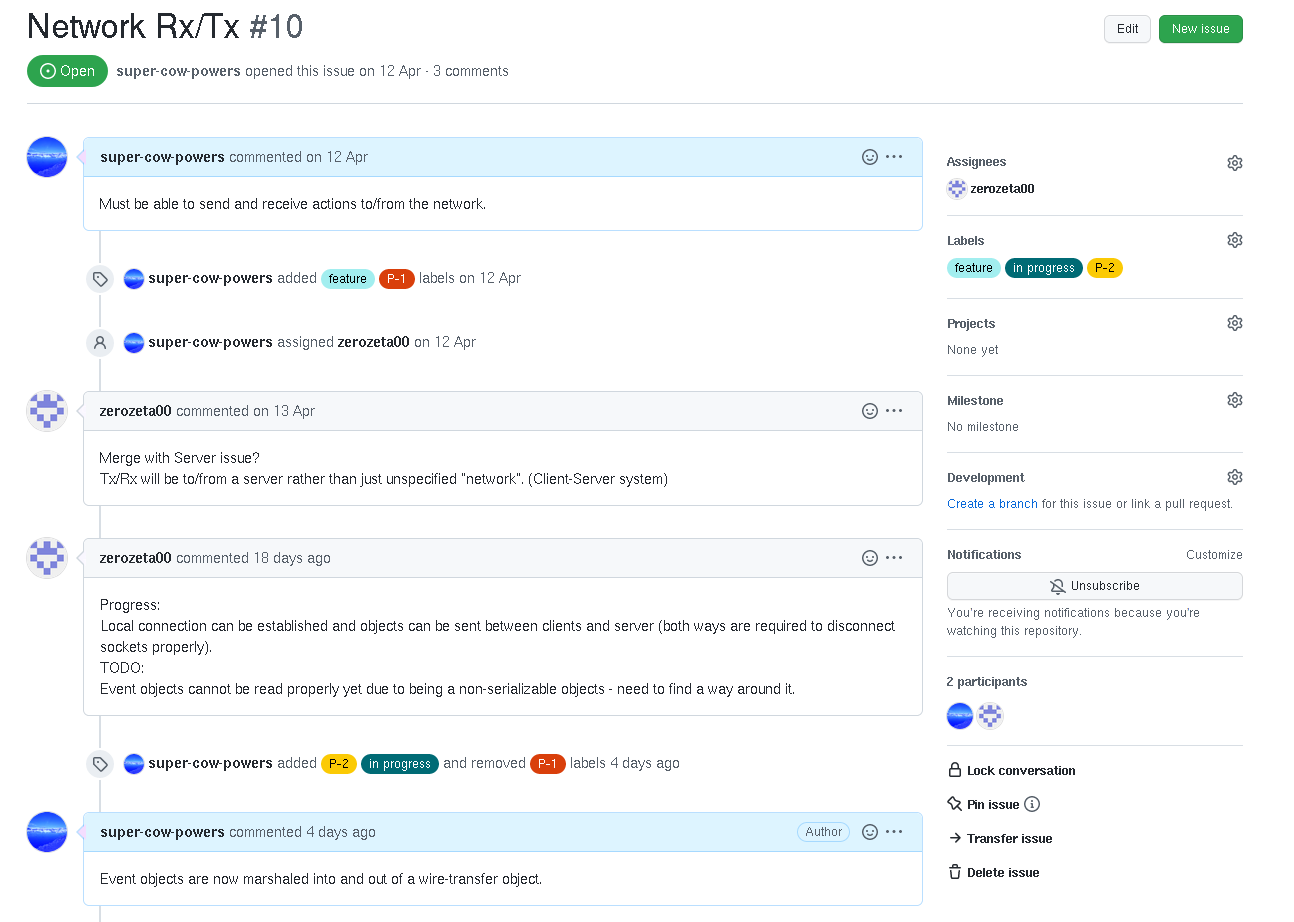 Network Rx/Tx #10
Edit
New issue
Open
super-cow-powers opened this issue on 12 Apr · 3 comments
super-cow-powers commented on 12 Apr
Must be able to send and receive actions to/from the network.
super-cow-powers added feature P-1 labels on 12 Apr
super-cow-powers assigned zerozeta00 on 12 Apr
zerozeta00 commented on 13 Apr
Merge with Server issue?
Tx/Rx will be to/from a server rather than just unspecified "network". (Client-Server system)
zerozeta00 commented 18 days ago
Progress:
Local connection can be established and objects can be sent between clients and server (both ways are required to disconnect
sockets properly).
TODO:
Event objects cannot be read properly yet due to being a non-serializable objects - need to find a way around it.
super-cow-powers added P-2 in progress and removed P-1 labels 4 days ago
super-cow-powers commented 4 days ago
Author
Event objects are now marshaled into and out of a wire-transfer object.
Assignees
zerozeta00
Labels
feature in progress P-2
Projects
None yet
Milestone
No milestone
Development
Create a branch for this issue or link a pull request.
Notifications
Customize
Unsubscribe
You're receiving notifications because you're
watching this repository.
2 participants
Lock conversation
Pin issue
Transfer issue
Delete issue